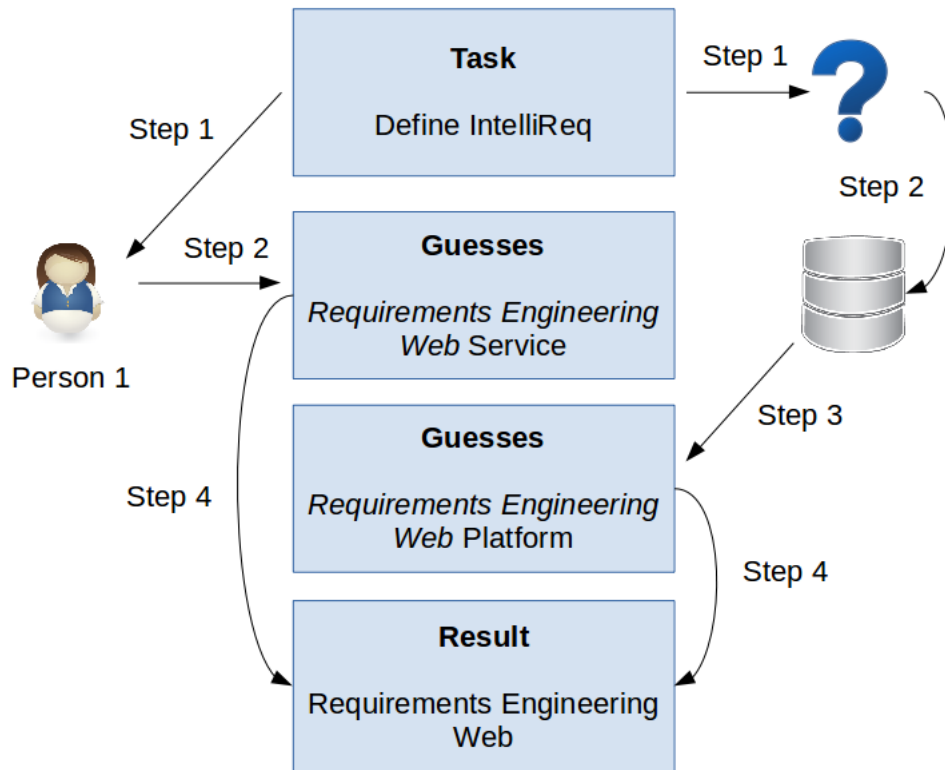 Task
Define IntelliReq
Step 1
Step 1
Step 2
Guesses
Requirements Engineering
Web Service
Step 2
Person 1
Guesses
Requirements Engineering
Web Platform
Step 3
Step 4
Step 4
Result
Requirements Engineering
Web